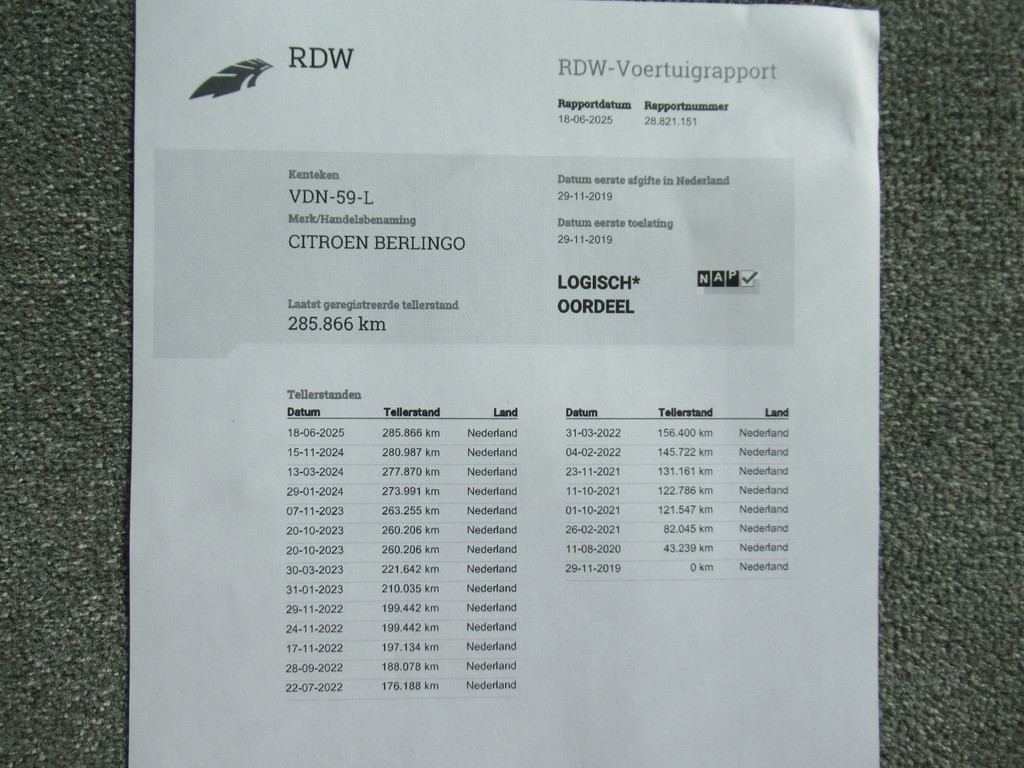 RDW
RDW-Voertuigrapport
Rapportdatum Rapportnummer
18-06-2025 28.821.151
Kenteken
VDN-59-L
Merk/Handelsbenaming
CITROEN BERLINGO
Laatst geregistreerde tellerstand
285.866 km
Datum eerste afgifte in Nederland
29-11-2019
Datum eerste toelating
29-11-2019
LOGISCH*
OORDEEL
NAP
Tellerstanden
Datum Tellerstand Land
18-06-2025 285.866 km Nederland
15-11-2024 280.987 km Nederland
13-03-2024 277.870 km Nederland
29-01-2024 273.991 km Nederland
07-11-2023 263.255 km Nederland
20-10-2023 260.206 km Nederland
20-10-2023 260.206 km Nederland
30-03-2023 221.642 km Nederland
31-01-2023 210.035 km Nederland
29-11-2022 199.442 km Nederland
24-11-2022 199.442 km Nederland
17-11-2022 197.134 km Nederland
28-09-2022 188.078 km Nederland
22-07-2022 176.188 km Nederland
Datum Tellerstand Land
31-03-2022 156.400 km Nederland
04-02-2022 145.722 km Nederland
23-11-2021 131.161 km Nederland
11-10-2021 122.786 km Nederland
01-10-2021 121.547 km Nederland
26-02-2021 82.045 km Nederland
11-08-2020 43.239 km Nederland
29-11-2019 0 km Nederland